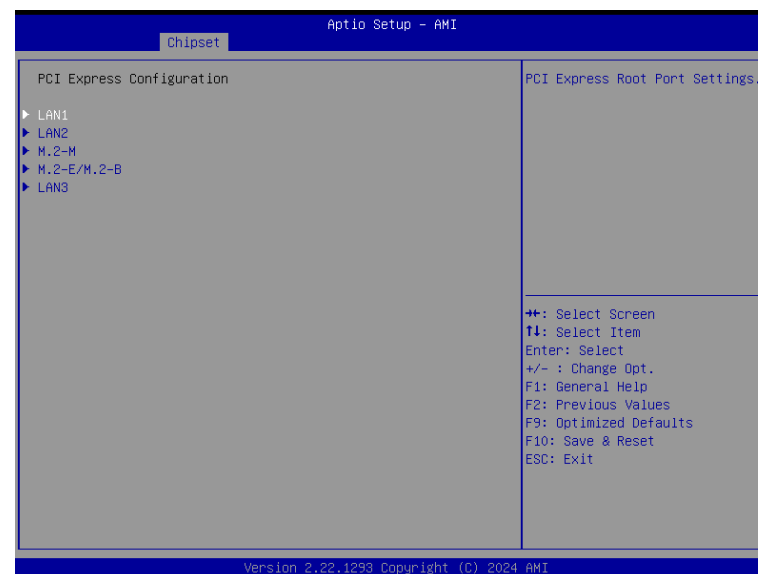 Aptio Setup – AMI
Chipset
PCI Express Configuration
LAN1
LAN2
M.2-M
M.2-E/M.2-B
LAN3
PCI Express Root Port Settings.
→←: Select Screen
↑↓: Select Item
Enter: Select
+/- : Change Opt.
F1: General Help
F2: Previous Values
F9: Optimized Defaults
F10: Save & Reset
ESC: Exit
Version 2.22.1293 Copyright (C) 2024 AMI